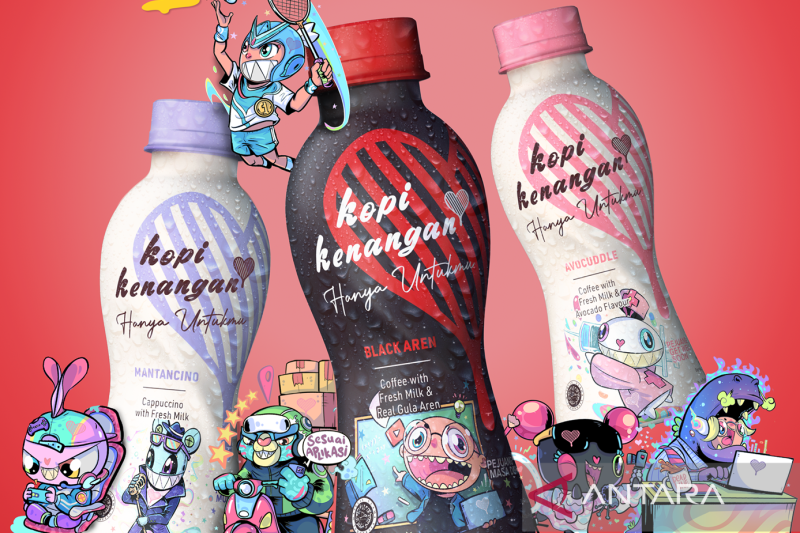 kopi
kenangan
Hanya Untukmu
MANTANCINO
Cappuccino
with Fresh Milk
kopi
kenangan
Hanya Untukmu
BLACK AREN
Coffee with
Fresh Milk &
Real Gula Aren
kopi
kenangan
Hanya Untukmu
AVOCUDDLE
Coffee with
Fresh Milk &
Avocado Flavour
SESUAI
APLIKASI
ANTARA